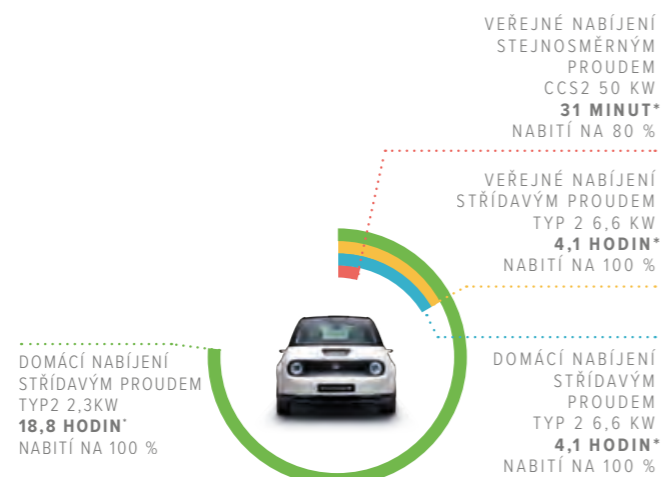 VEŘEJNÉ NABÍJENÍ
STEJNOSMĚRNÝM
PROUDEM
CCS2 50 KW
31 MINUT*
NABITÍ NA 80 %
VEŘEJNÉ NABÍJENÍ
STŘÍDAVÝM PROUDEM
TYP 2 6,6 KW
4,1 HODIN*
NABITÍ NA 100 %
DOMÁCÍ NABÍJENÍ
STŘÍDAVÝM PROUDEM
TYP2 2,3KW
18,8 HODIN*
NABITÍ NA 100 %
DOMÁCÍ NABÍJENÍ
STŘÍDAVÝM
PROUDEM
TYP 2 6,6 KW
4,1 HODIN*
NABITÍ NA 100 %